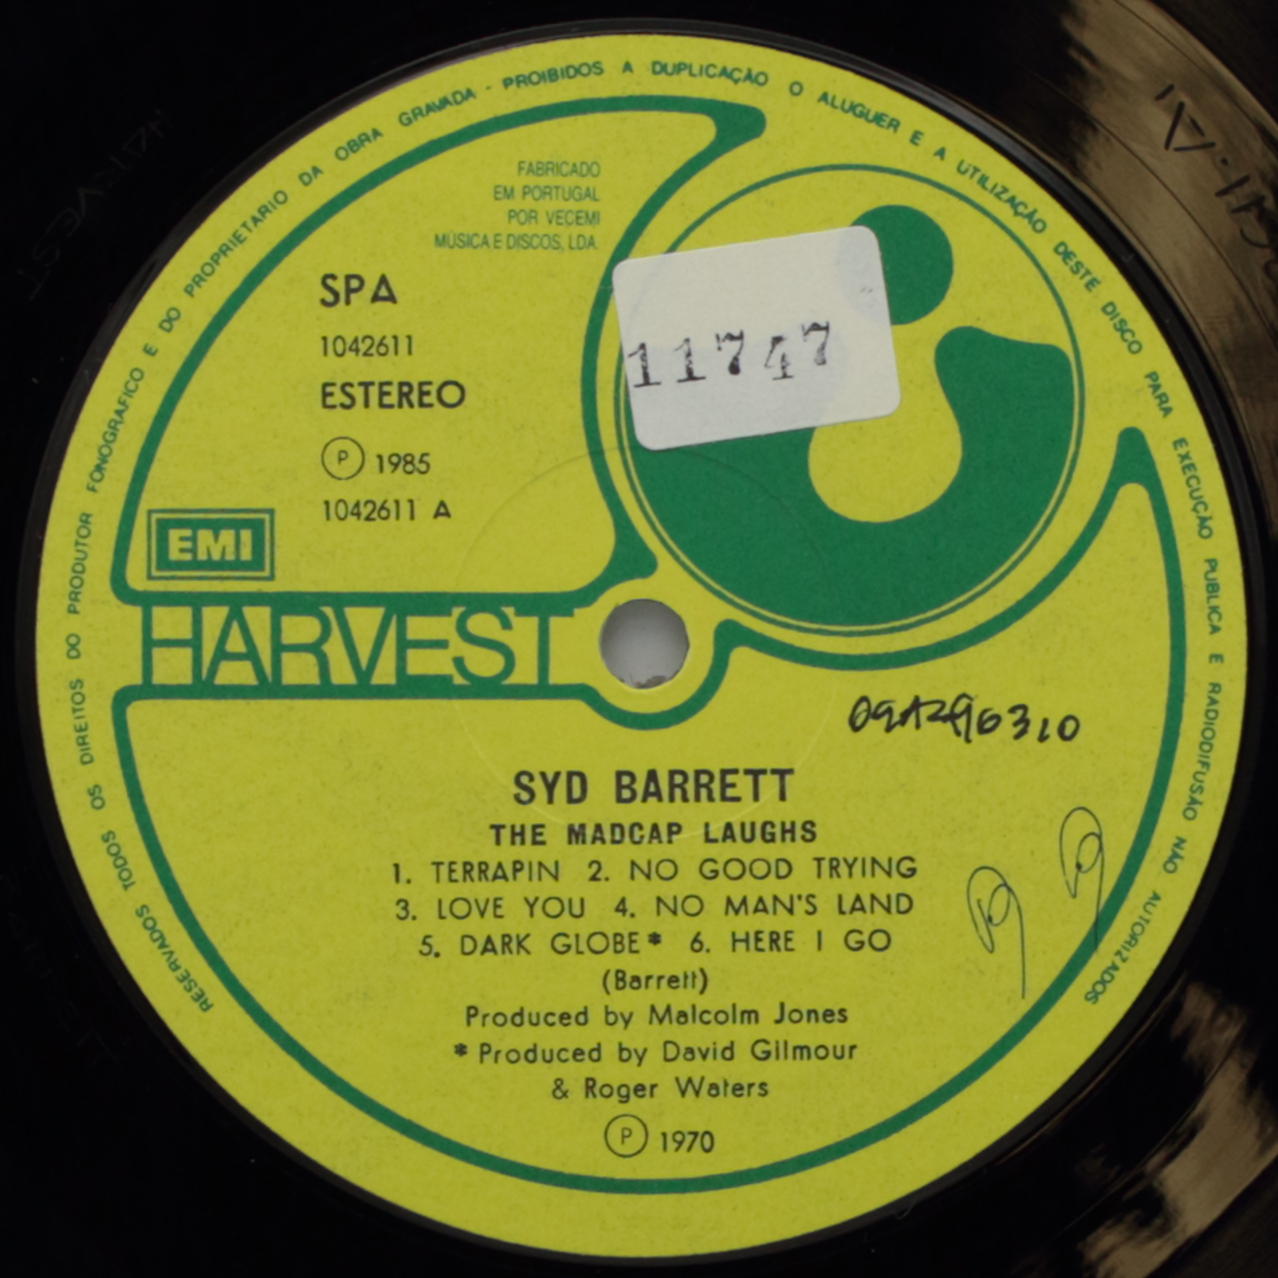 RESERVADOS TODOS OS DIREITOS DO PRODUTOR FONOGRAFICO E DO PROPRIETARIO DA OBRA GRAVADA - PROIBIDOS A DUPLICAÇÃO O ALUGUER E A UTILIZAÇÃO DESTE DISCO PARA EXECUÇÃO PUBLICA E RADIODIFUSÃO NÃO AUTORIZADOS
FABRICADO
EM PORTUGAL
POR VECEMI
MÚSICA E DISCOS, LDA.
SPA
1042611
ESTEREO
Ⓟ 1985
1042611 A
11747
EMI
HARVEST
SYD BARRETT
THE MADCAP LAUGHS
1. TERRAPIN 2. NO GOOD TRYING
3. LOVE YOU 4. NO MAN'S LAND
5. DARK GLOBE* 6. HERE I GO
(Barrett)
Produced by Malcolm Jones
* Produced by David Gilmour
& Roger Waters
Ⓟ 1970